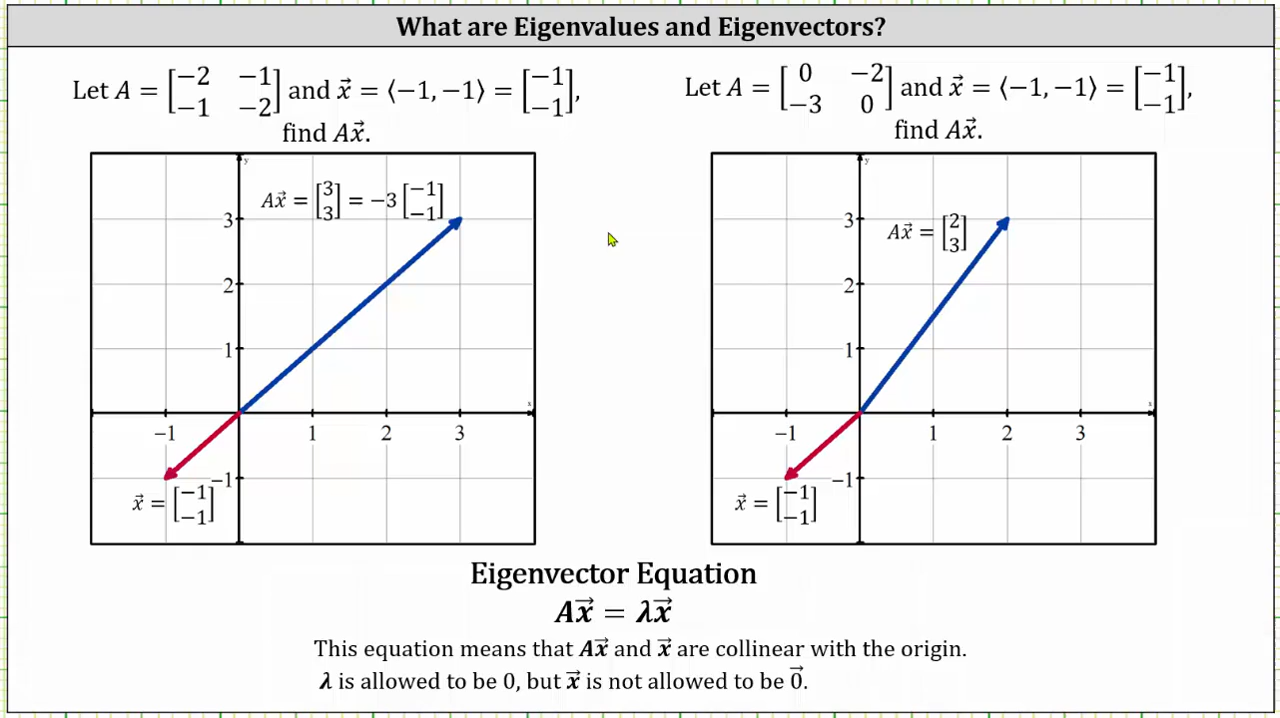 What are Eigenvalues and Eigenvectors?
Let A = [−2 −1; −1 −2] and x⃗ = ⟨−1, −1⟩ = [−1; −1],
find Ax⃗.
y
Ax⃗ = [3; 3] = −3 [−1; −1]
3
2
1
x
−1 1 2 3
−1
x⃗ = [−1; −1]
Let A = [0 −2; −3 0] and x⃗ = ⟨−1, −1⟩ = [−1; −1],
find Ax⃗.
y
Ax⃗ = [2; 3]
3
2
1
x
−1 1 2 3
−1
x⃗ = [−1; −1]
Eigenvector Equation
Ax⃗ = λx⃗
This equation means that Ax⃗ and x⃗ are collinear with the origin.
λ is allowed to be 0, but x⃗ is not allowed to be 0⃗.